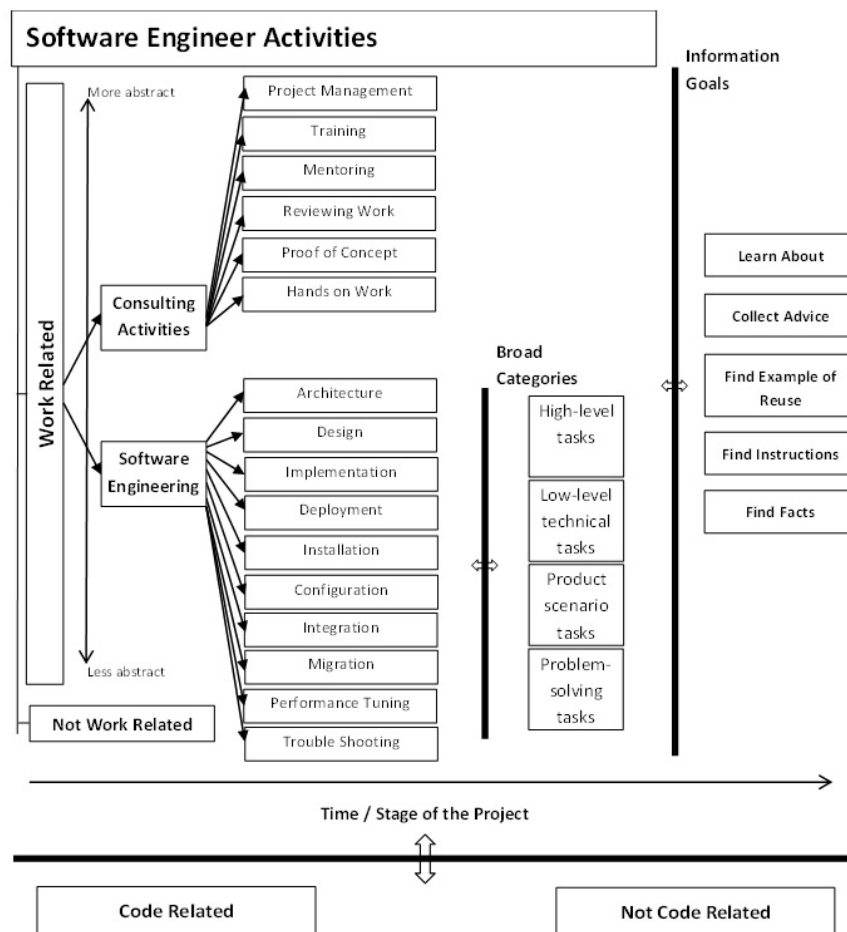 Software Engineer Activities
Information
Goals
Work Related
More abstract
Less abstract
Consulting
Activities
Project Management
Training
Mentoring
Reviewing Work
Proof of Concept
Hands on Work
Software
Engineering
Architecture
Design
Implementation
Deployment
Installation
Configuration
Integration
Migration
Performance Tuning
Trouble Shooting
Not Work Related
Broad
Categories
High-level
tasks
Low-level
technical
tasks
Product
scenario
tasks
Problem-
solving
tasks
Learn About
Collect Advice
Find Example of
Reuse
Find Instructions
Find Facts
Time / Stage of the Project
Code Related
Not Code Related